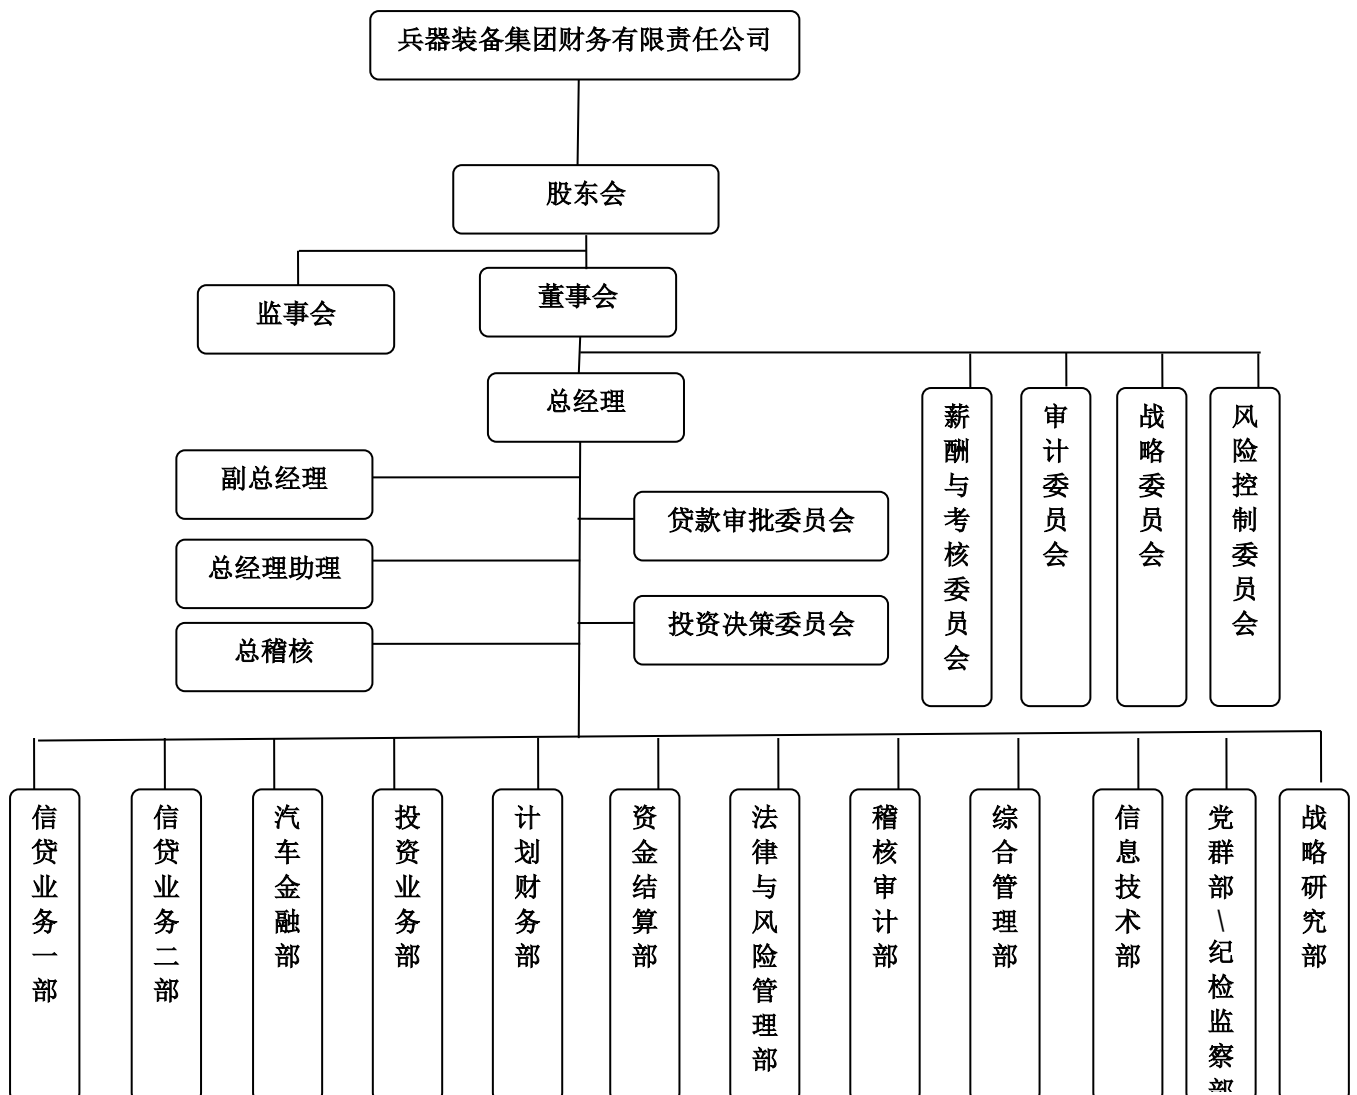 兵器装备集团财务有限责任公司
股东会
监事会
董事会
总经理
副总经理
总经理助理
总稽核
贷款审批委员会
投资决策委员会
薪酬与考核委员会
审计委员会
战略委员会
风险控制委员会
信贷业务一部
信贷业务二部
汽车金融部
投资业务部
计划财务部
资金结算部
法律与风险管理部
稽核审计部
综合管理部
信息技术部
党群部\纪检监察部
战略研究部